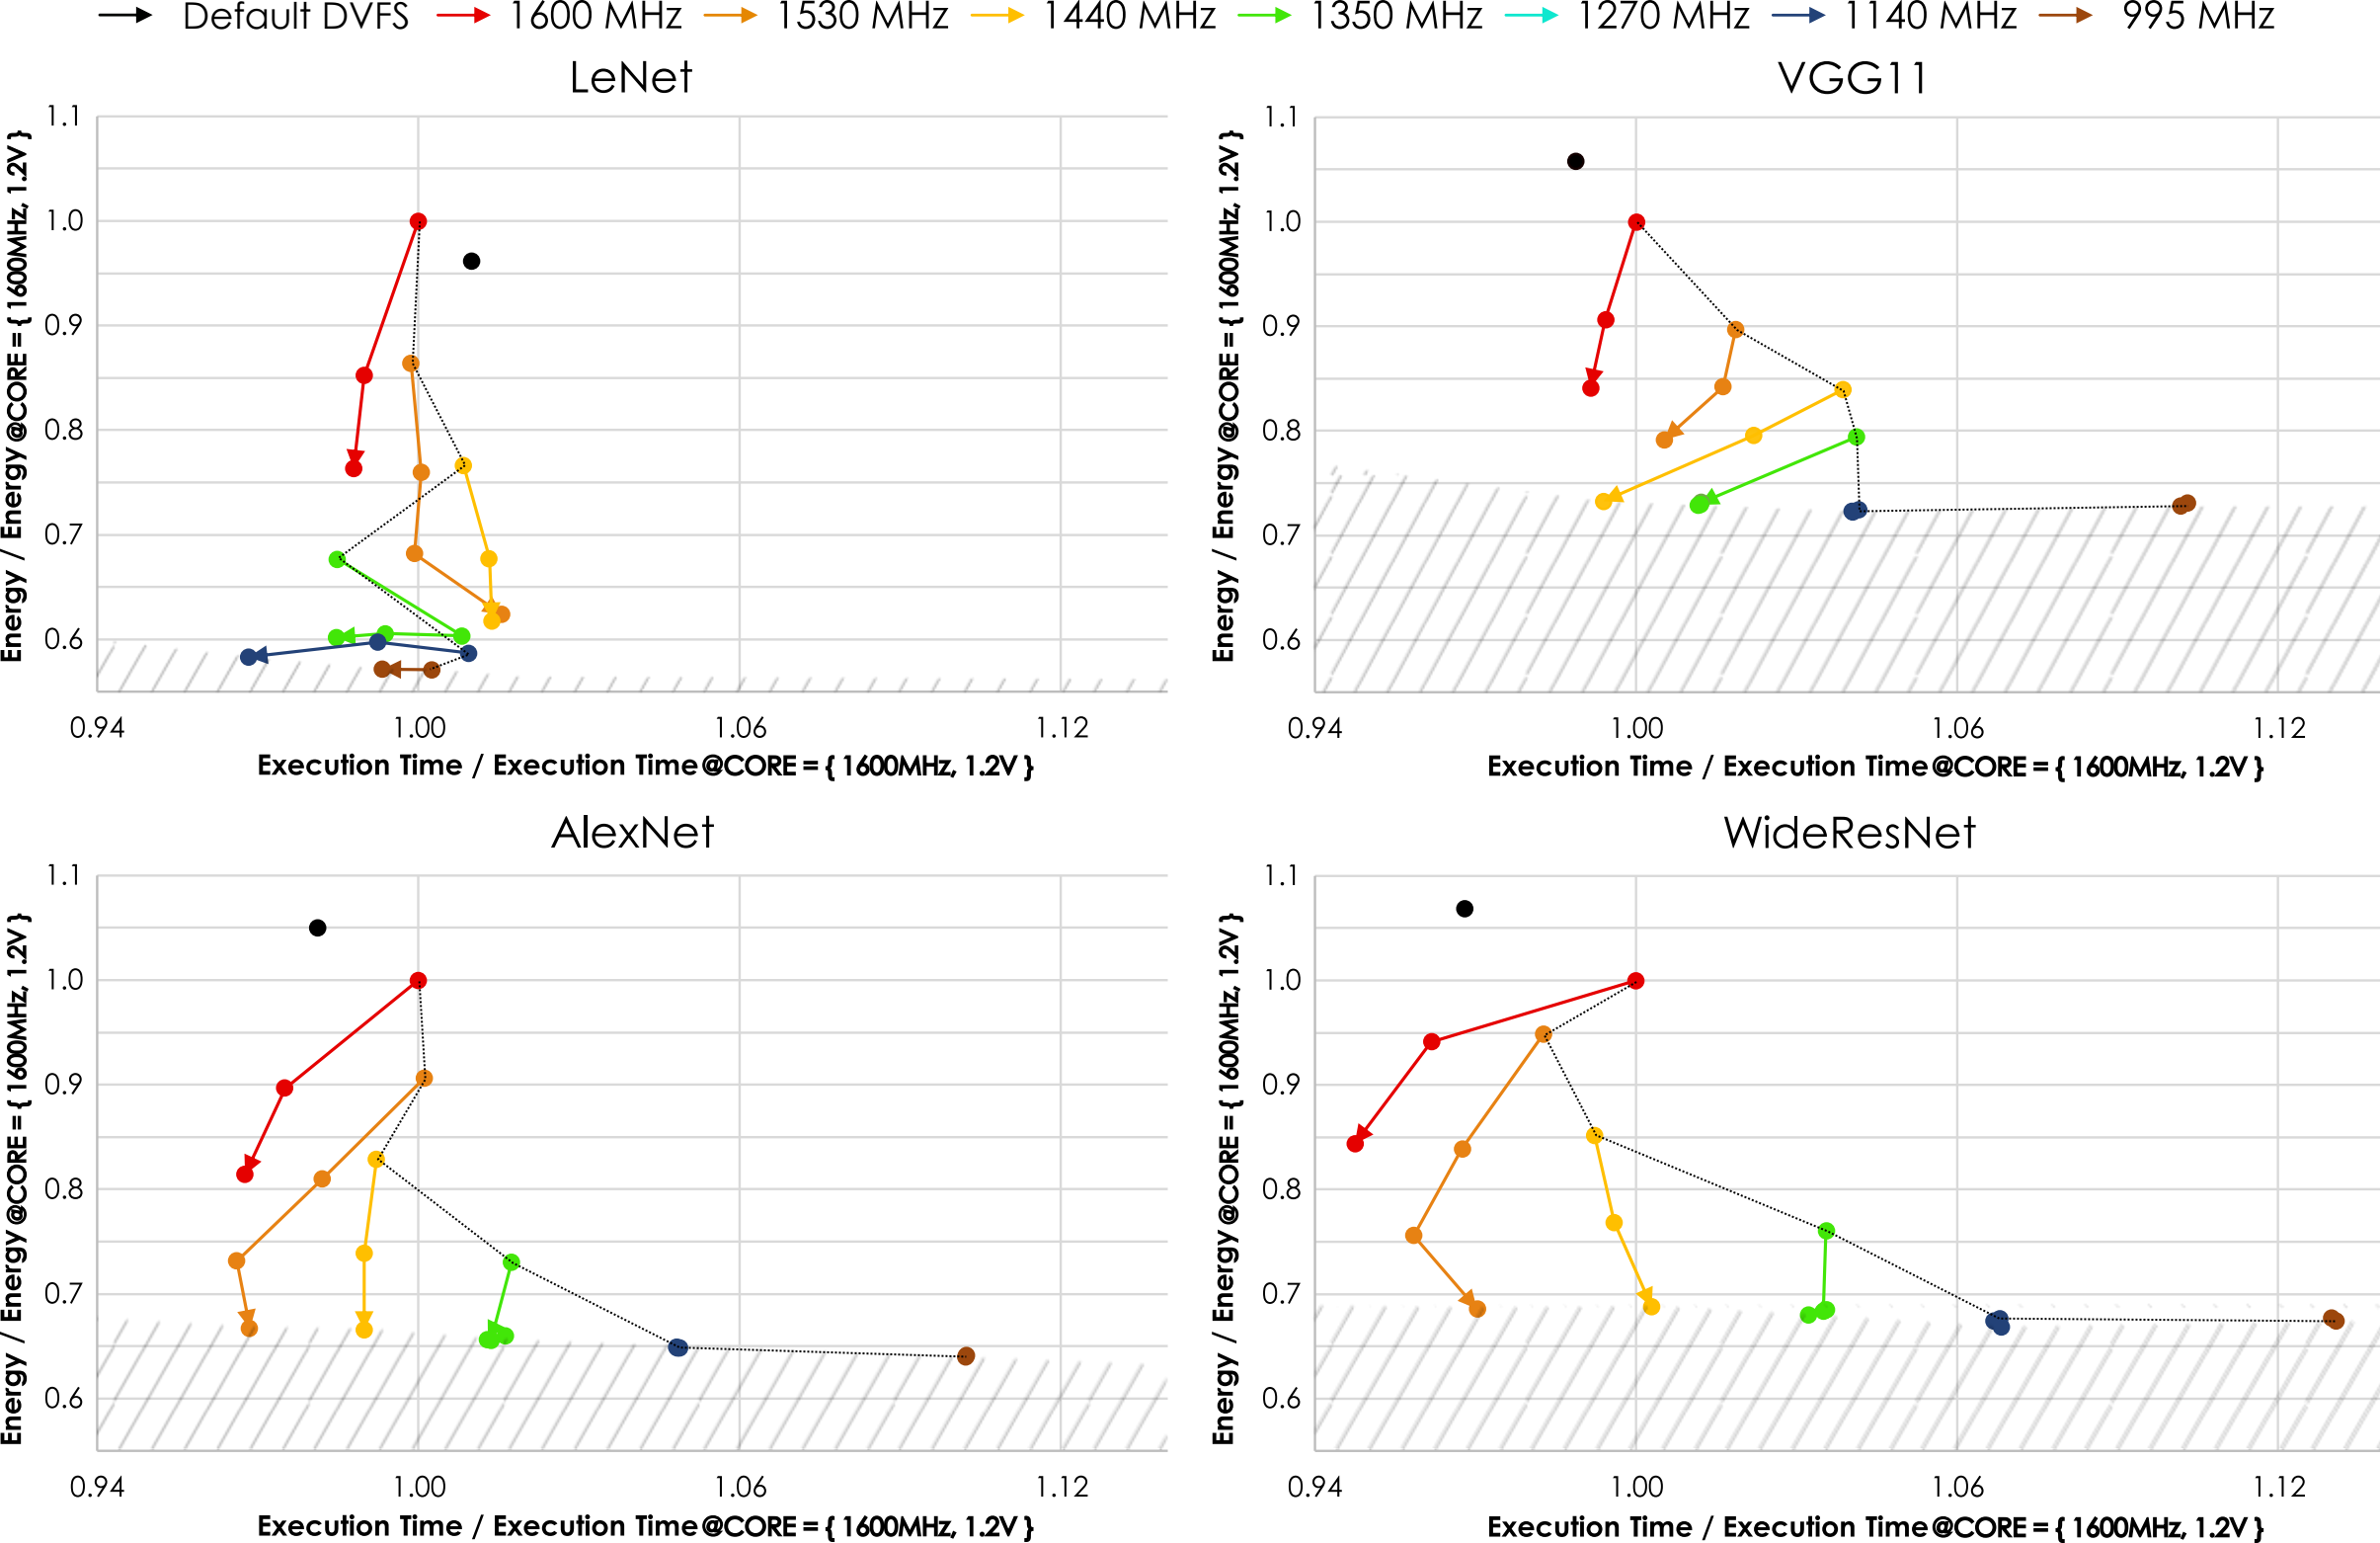 Default DVFS 1600 MHz 1530 MHz 1440 MHz 1350 MHz 1270 MHz 1140 MHz 995 MHz
LeNet
Energy / Energy@CORE = { 1600MHz, 1.2V }
1.1
1.0
0.9
0.8
0.7
0.6
0.94 1.00 1.06 1.12
Execution Time / Execution Time@CORE = { 1600MHz, 1.2V }
VGG11
Energy / Energy@CORE = { 1600MHz, 1.2V }
1.1
1.0
0.9
0.8
0.7
0.6
0.94 1.00 1.06 1.12
Execution Time / Execution Time@CORE = { 1600MHz, 1.2V }
AlexNet
Energy / Energy@CORE = { 1600MHz, 1.2V }
1.1
1.0
0.9
0.8
0.7
0.6
0.94 1.00 1.06 1.12
Execution Time / Execution Time@CORE = { 1600MHz, 1.2V }
WideResNet
Energy / Energy@CORE = { 1600MHz, 1.2V }
1.1
1.0
0.9
0.8
0.7
0.6
0.94 1.00 1.06 1.12
Execution Time / Execution Time@CORE = { 1600MHz, 1.2V }